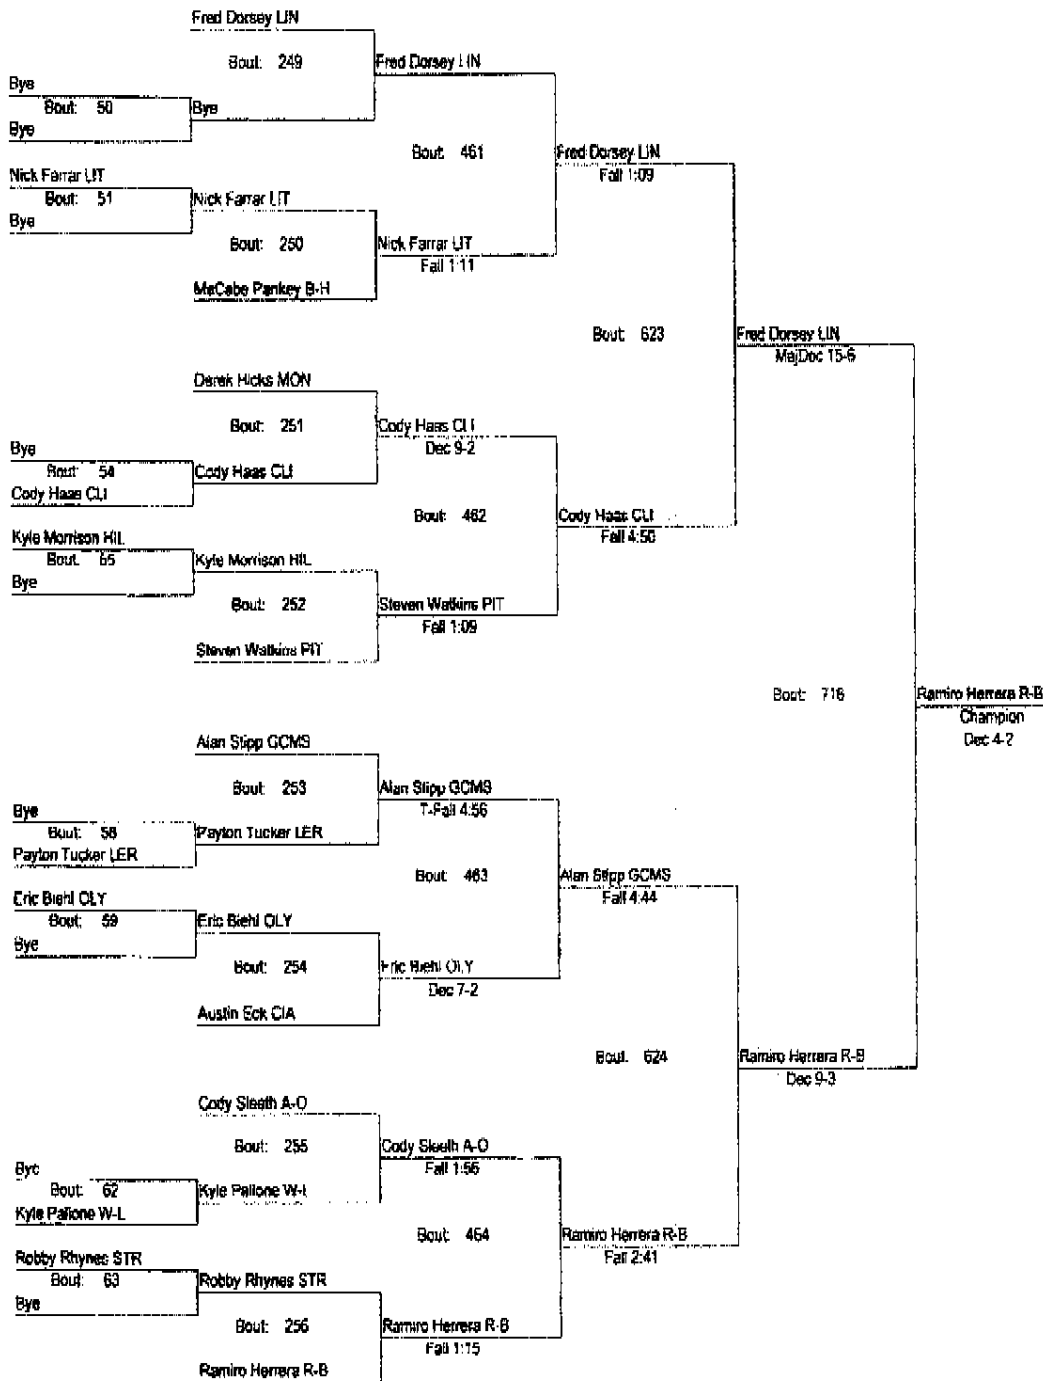 Fred Dorsey LIN
Bout: 249
Fred Dorsey LIN
Bye
Bout: 50
Bye
Bye
Bout: 461
Fred Dorsey LIN
Fall 1:09
Nick Farrar LIT
Bout: 51
Nick Farrar LIT
Bye
Bout: 250
Nick Farrar LIT
Fall 1:11
McCabe Pankey B-H
Bout: 623
Fred Dorsey LIN
MajDec 15-6
Derek Hicks MON
Bout: 251
Cody Haas CLI
Dec 9-2
Bye
Bout: 54
Cody Haas CLI
Cody Haas CLI
Bout: 462
Cody Haas CLI
Fall 4:50
Kyle Morrison HIL
Bout: 55
Kyle Morrison HIL
Bye
Bout: 252
Steven Watkins PIT
Fall 1:09
Steven Watkins PIT
Bout: 716
Ramiro Herrera R-B
Champion
Dec 4-2
Alan Stipp GCMS
Bout: 253
Alan Stipp GCMS
T-Fall 4:56
Bye
Bout: 58
Payton Tucker LER
Payton Tucker LER
Bout: 463
Alan Stipp GCMS
Fall 4:44
Eric Biehl OLY
Bout: 59
Eric Biehl OLY
Bye
Bout: 254
Eric Biehl OLY
Dec 7-2
Austin Eck CIA
Bout: 624
Ramiro Herrera R-B
Dec 9-3
Cody Sleeth A-O
Bout: 255
Cody Sleeth A-O
Fall 1:55
Bye
Bout: 62
Kyle Pallone W-L
Kyle Pallone W-L
Bout: 464
Ramiro Herrera R-B
Fall 2:41
Robby Rhynes STR
Bout: 63
Robby Rhynes STR
Bye
Bout: 256
Ramiro Herrera R-B
Fall 1:15
Ramiro Herrera R-B